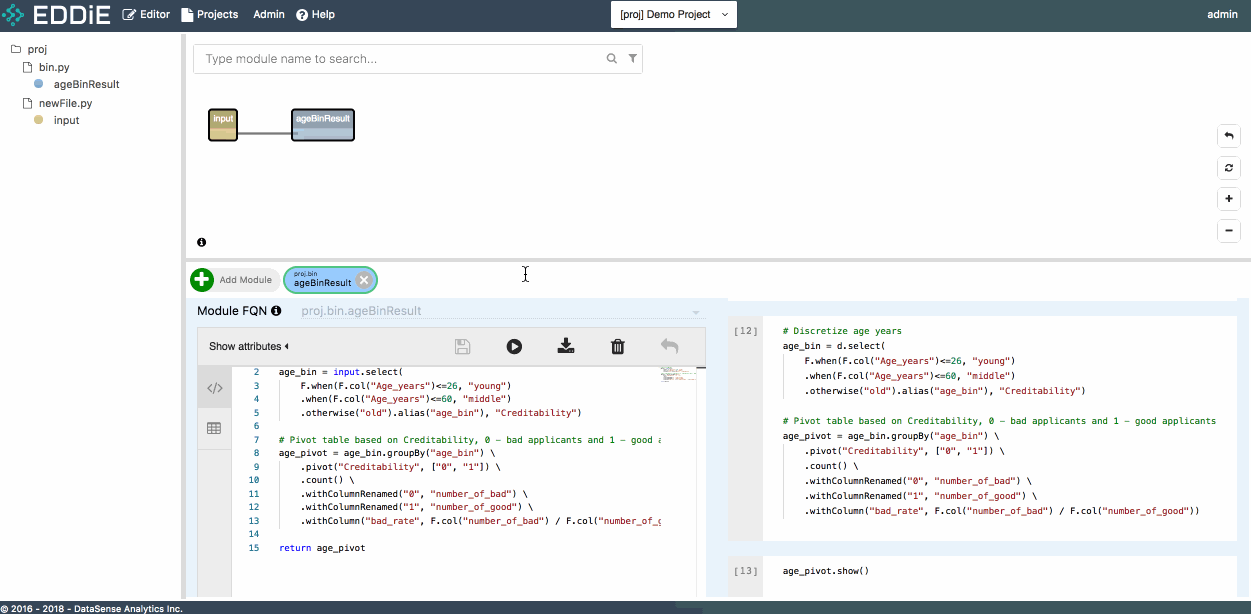 EDDiE Editor Projects Admin Help [proj] Demo Project admin
proj
bin.py
ageBinResult
newFile.py
input
Type module name to search...
input ageBinResult
Add Module proj.bin ageBinResult
Module FQN proj.bin.ageBinResult
Show attributes
</>
2 age_bin = input.select(
3 F.when(F.col("Age_years")<=26, "young")
4 .when(F.col("Age_years")<=60, "middle")
5 .otherwise("old").alias("age_bin"), "Creditability")
6
7 # Pivot table based on Creditability, 0 – bad applicants and 1 – good a
8 age_pivot = age_bin.groupBy("age_bin") \
9 .pivot("Creditability", ["0", "1"]) \
10 .count() \
11 .withColumnRenamed("0", "number_of_bad") \
12 .withColumnRenamed("1", "number_of_good") \
13 .withColumn("bad_rate", F.col("number_of_bad") / F.col("number_of_g
14
15 return age_pivot
[12] # Discretize age years
age_bin = d.select(
F.when(F.col("Age_years")<=26, "young")
.when(F.col("Age_years")<=60, "middle")
.otherwise("old").alias("age_bin"), "Creditability")
# Pivot table based on Creditability, 0 – bad applicants and 1 – good applicants
age_pivot = age_bin.groupBy("age_bin") \
.pivot("Creditability", ["0", "1"]) \
.count() \
.withColumnRenamed("0", "number_of_bad") \
.withColumnRenamed("1", "number_of_good") \
.withColumn("bad_rate", F.col("number_of_bad") / F.col("number_of_good"))
[13] age_pivot.show()
© 2016 - 2018 - DataSense Analytics Inc.